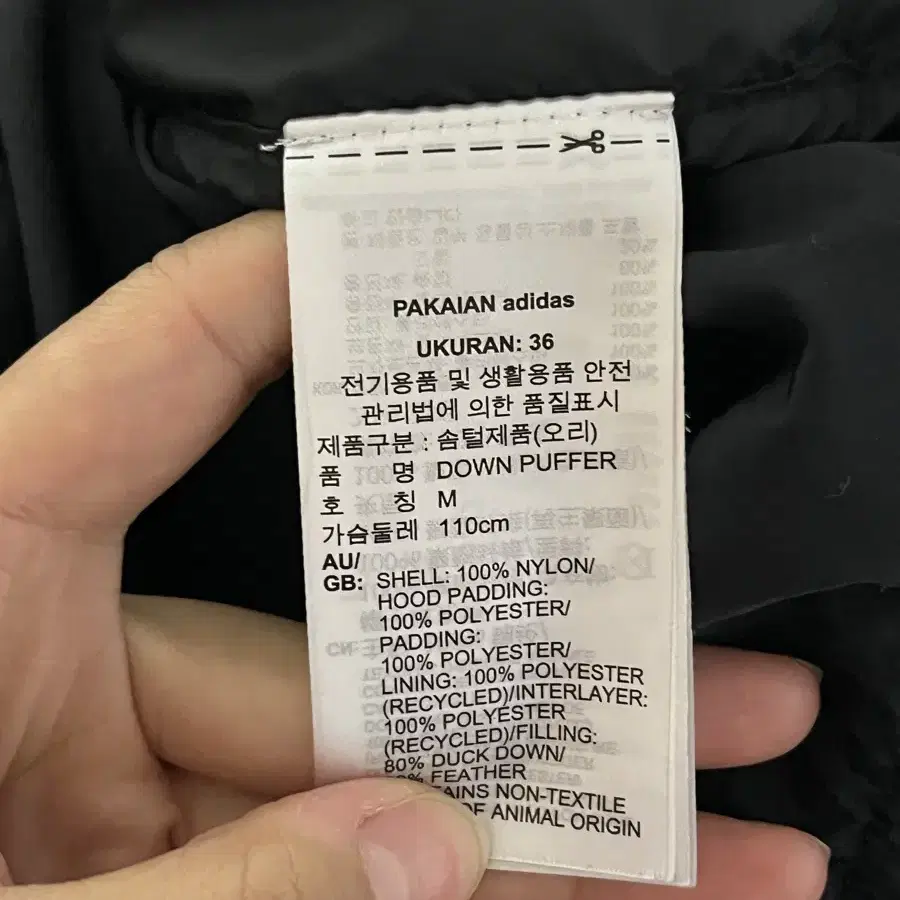 PAKAIAN adidas
UKURAN: 36
전기용품 및 생활용품 안전
관리법에 의한 품질표시
제품구분 : 솜털제품(오리)
품 명 DOWN PUFFER
호 칭 M
가슴둘레 110cm
AU/
GB: SHELL: 100% NYLON/
HOOD PADDING:
100% POLYESTER/
PADDING:
100% POLYESTER/
LINING: 100% POLYESTER
(RECYCLED)/INTERLAYER:
100% POLYESTER
(RECYCLED)/FILLING:
80% DUCK DOWN/
FEATHER
NON-TEXTILE
OF ANIMAL ORIGIN